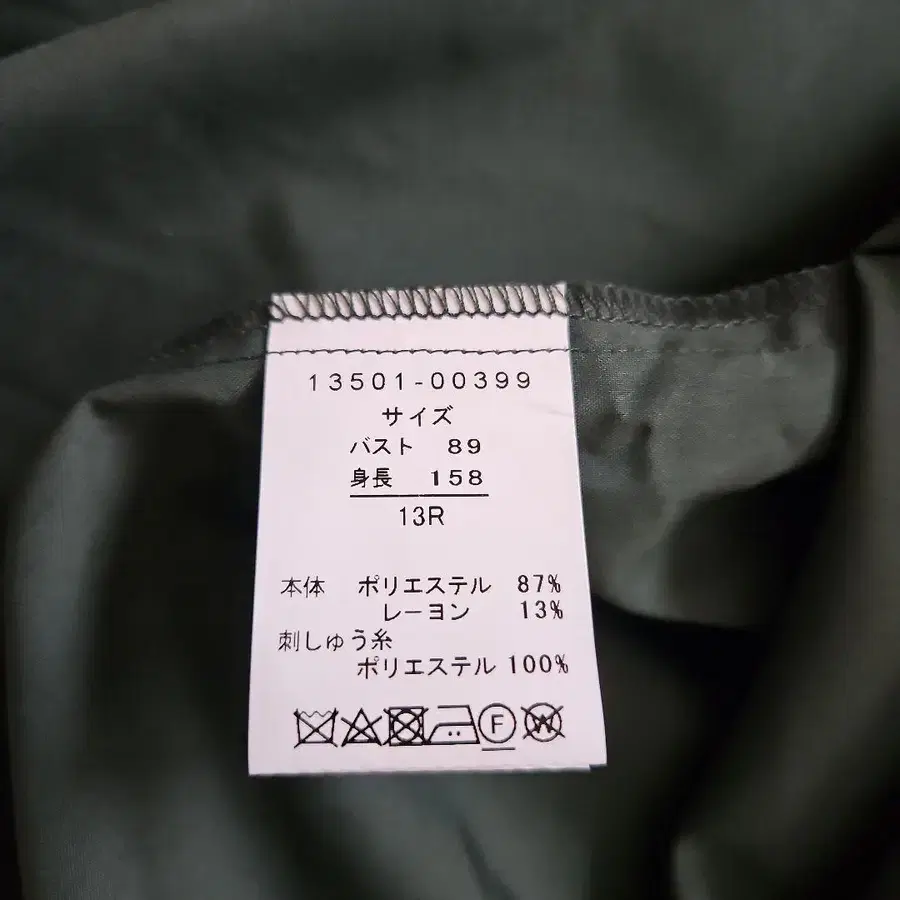 13501-00399
サイズ
バスト 89
身長 158
13R
本体 ポリエステル 87%
レーヨン 13%
刺しゅう糸
ポリエステル 100%
F W